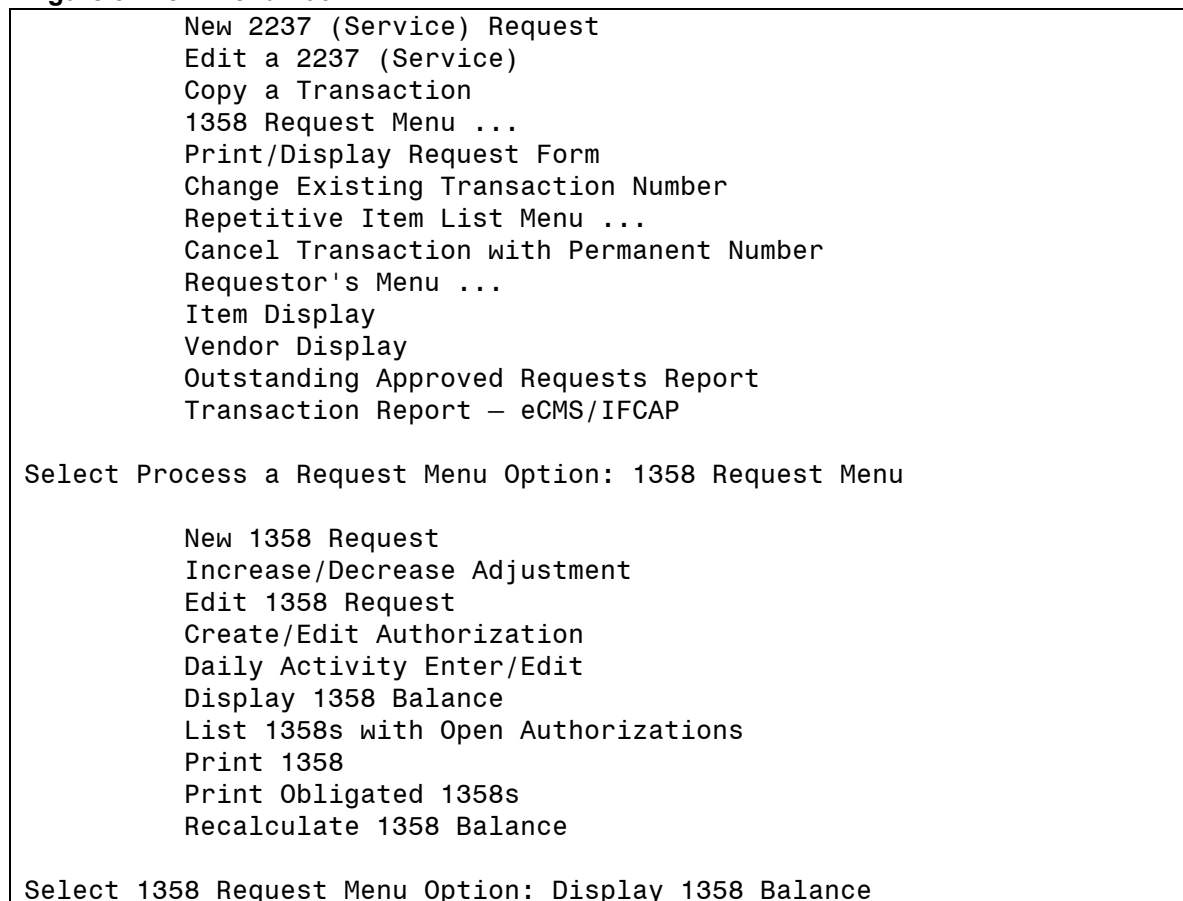 New 2237 (Service) Request
Edit a 2237 (Service)
Copy a Transaction
1358 Request Menu ...
Print/Display Request Form
Change Existing Transaction Number
Repetitive Item List Menu ...
Cancel Transaction with Permanent Number
Requestor's Menu ...
Item Display
Vendor Display
Outstanding Approved Requests Report
Transaction Report – eCMS/IFCAP
Select Process a Request Menu Option: 1358 Request Menu
New 1358 Request
Increase/Decrease Adjustment
Edit 1358 Request
Create/Edit Authorization
Daily Activity Enter/Edit
Display 1358 Balance
List 1358s with Open Authorizations
Print 1358
Print Obligated 1358s
Recalculate 1358 Balance
Select 1358 Request Menu Option: Display 1358 Balance